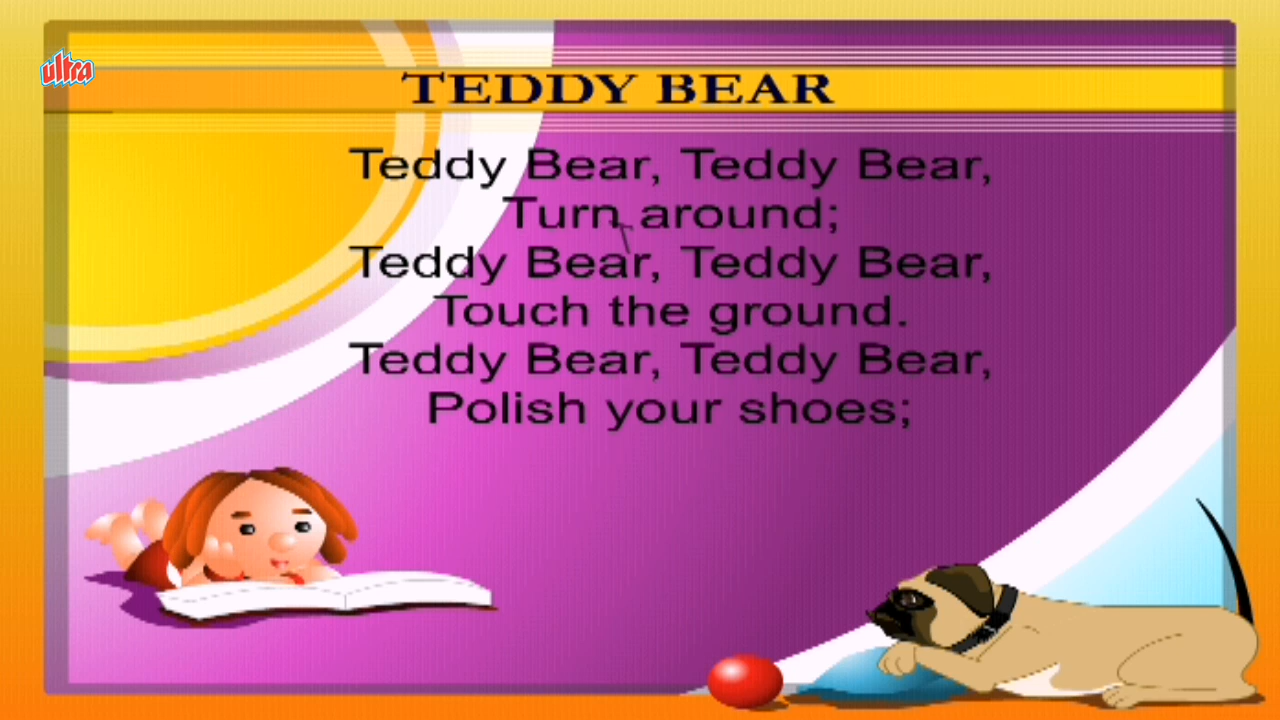 ultra
TEDDY BEAR
Teddy Bear, Teddy Bear,
Turn around;
Teddy Bear, Teddy Bear,
Touch the ground.
Teddy Bear, Teddy Bear,
Polish your shoes;